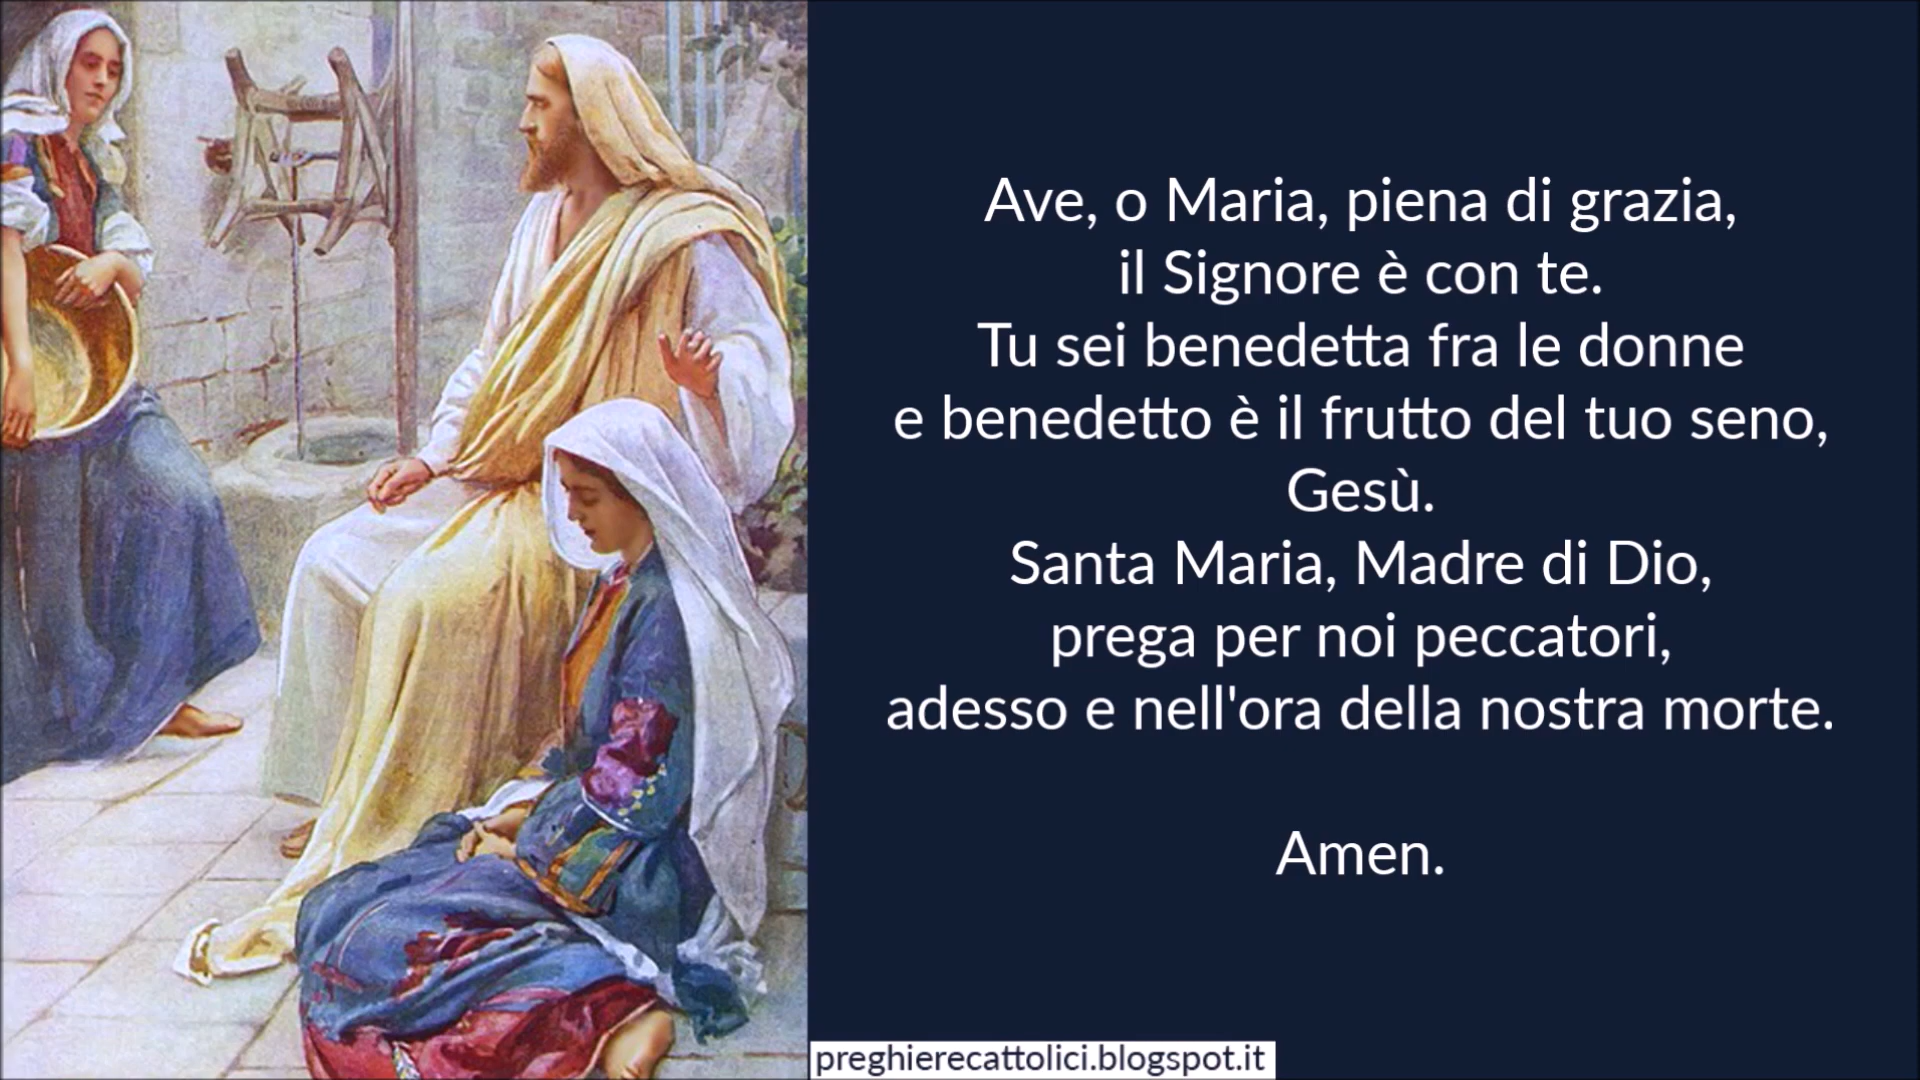 Ave, o Maria, piena di grazia,
il Signore è con te.
Tu sei benedetta fra le donne
e benedetto è il frutto del tuo seno,
Gesù.
Santa Maria, Madre di Dio,
prega per noi peccatori,
adesso e nell'ora della nostra morte.
Amen.
preghierecattolici.blogspot.it